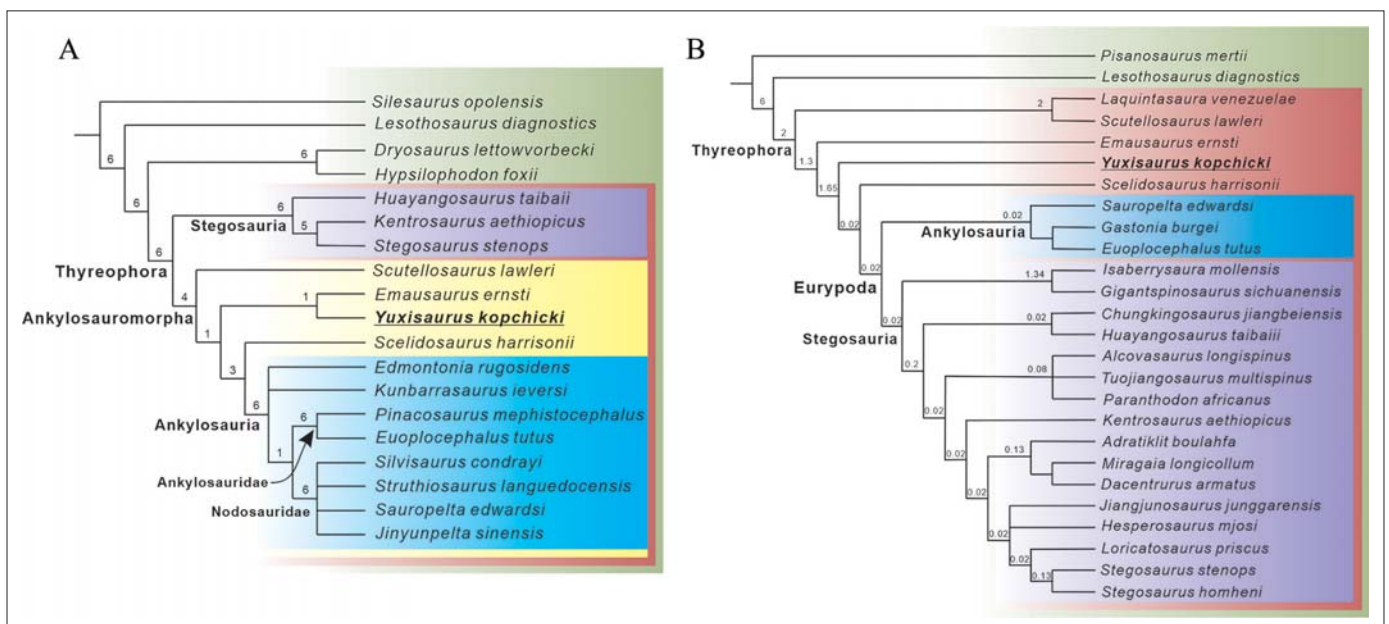 A
Silesaurus opolensis
Lesothosaurus diagnostics
6
Dryosaurus lettowvorbecki
6
Hypsilophodon foxii
6
Huayangosaurus taibaii
6
Stegosauria
Kentrosaurus aethiopicus
5
Stegosaurus stenops
6
Thyreophora
Scutellosaurus lawleri
4
Emausaurus ernsti
1
Ankylosauromorpha
Yuxisaurus kopchicki
1
Scelidosaurus harrisonii
3
Edmontonia rugosidens
Kunbarrasaurus ieversi
6
Pinacosaurus mephistocephalus
6
Ankylosauria
Euoplocephalus tutus
1
Silvisaurus condrayi
Ankylosauridae
Struthiosaurus languedocensis
6
Nodosauridae
Sauropelta edwardsi
Jinyunpelta sinensis
B
Pisanosaurus mertii
Lesothosaurus diagnostics
6
Laquintasaura venezuelae
2
Scutellosaurus lawleri
2
Thyreophora
Emausaurus ernsti
1.3
Yuxisaurus kopchicki
1.65
Scelidosaurus harrisonii
0.02
Sauropelta edwardsi
0.02
Ankylosauria
Gastonia burgei
Euoplocephalus tutus
0.02
Eurypoda
Isaberrysaura mollensis
1.34
Gigantspinosaurus sichuanensis
0.02
Stegosauria
Chungkingosaurus jiangbeiensis
0.02
Huayangosaurus taibaiii
0.2
Alcovasaurus longispinus
0.08
Tuojiangosaurus multispinus
Paranthodon africanus
0.02
Kentrosaurus aethiopicus
0.02
Adratiklit boulahfa
0.13
Miragaia longicollum
Dacentrurus armatus
0.02
Jiangjunosaurus junggarensis
Hesperosaurus mjosi
0.02
Loricatosaurus priscus
0.02
Stegosaurus stenops
0.13
Stegosaurus homheni